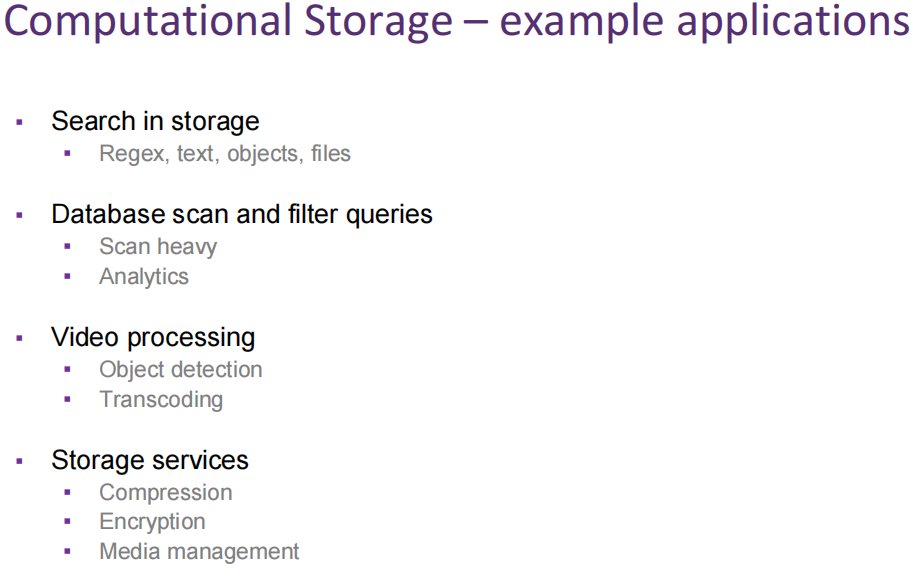 Computational Storage – example applications
▪ Search in storage
▪ Regex, text, objects, files
▪ Database scan and filter queries
▪ Scan heavy
▪ Analytics
▪ Video processing
▪ Object detection
▪ Transcoding
▪ Storage services
▪ Compression
▪ Encryption
▪ Media management